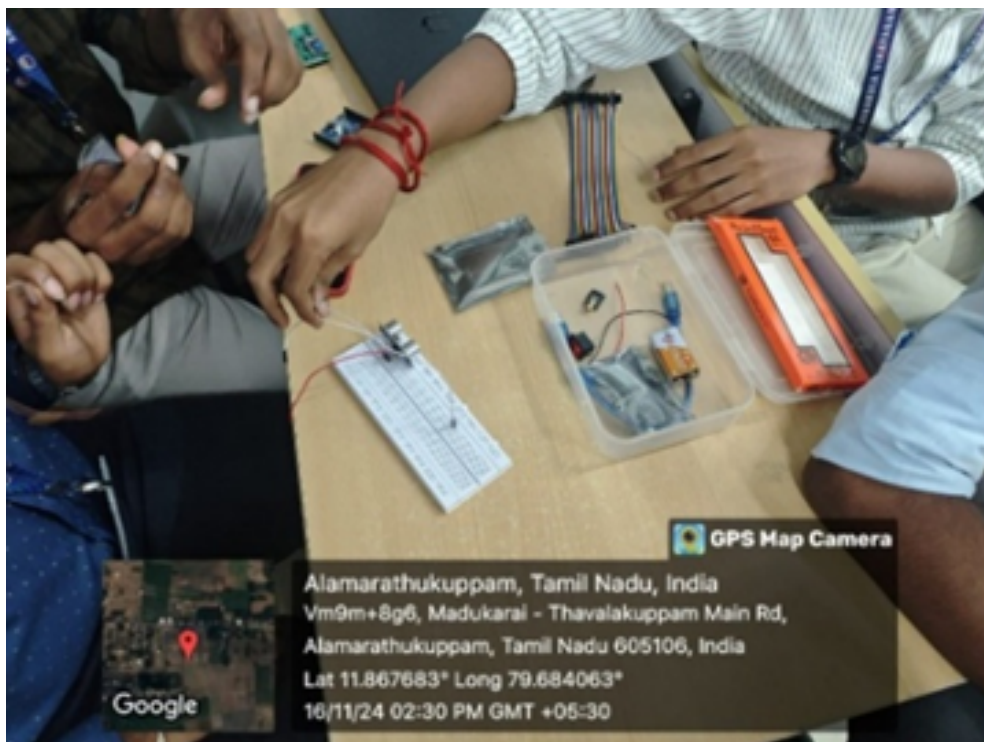 GPS Map Camera
Alamarathukuppam, Tamil Nadu, India
Vm9m+8g6, Madukarai - Thavalakuppam Main Rd,
Alamarathukuppam, Tamil Nadu 605106, India
Lat 11.867683° Long 79.684063°
16/11/24 02:30 PM GMT +05:30
Google